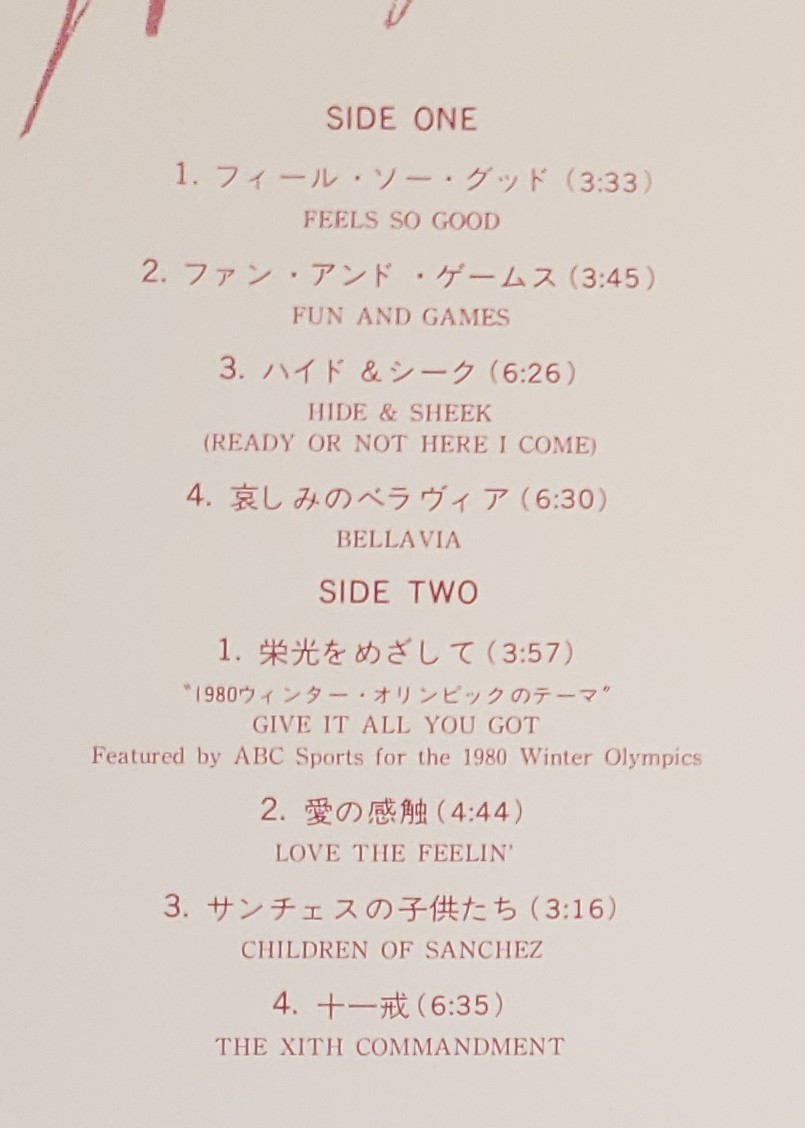 SIDE ONE
1. フィール・ソー・グッド (3:33)
FEELS SO GOOD
2. ファン・アンド・ゲームス (3:45)
FUN AND GAMES
3. ハイド &シーク (6:26)
HIDE & SHEEK
(READY OR NOT HERE I COME)
4. 哀しみのベラヴィア (6:30)
BELLAVIA
SIDE TWO
1. 栄光をめざして (3:57)
〝1980ウィンター・オリンピックのテーマ〞
GIVE IT ALL YOU GOT
Featured by ABC Sports for the 1980 Winter Olympics
2. 愛の感触 (4:44)
LOVE THE FEELIN'
3. サンチェスの子供たち (3:16)
CHILDREN OF SANCHEZ
4. 十一戒 (6:35)
THE XITH COMMANDMENT